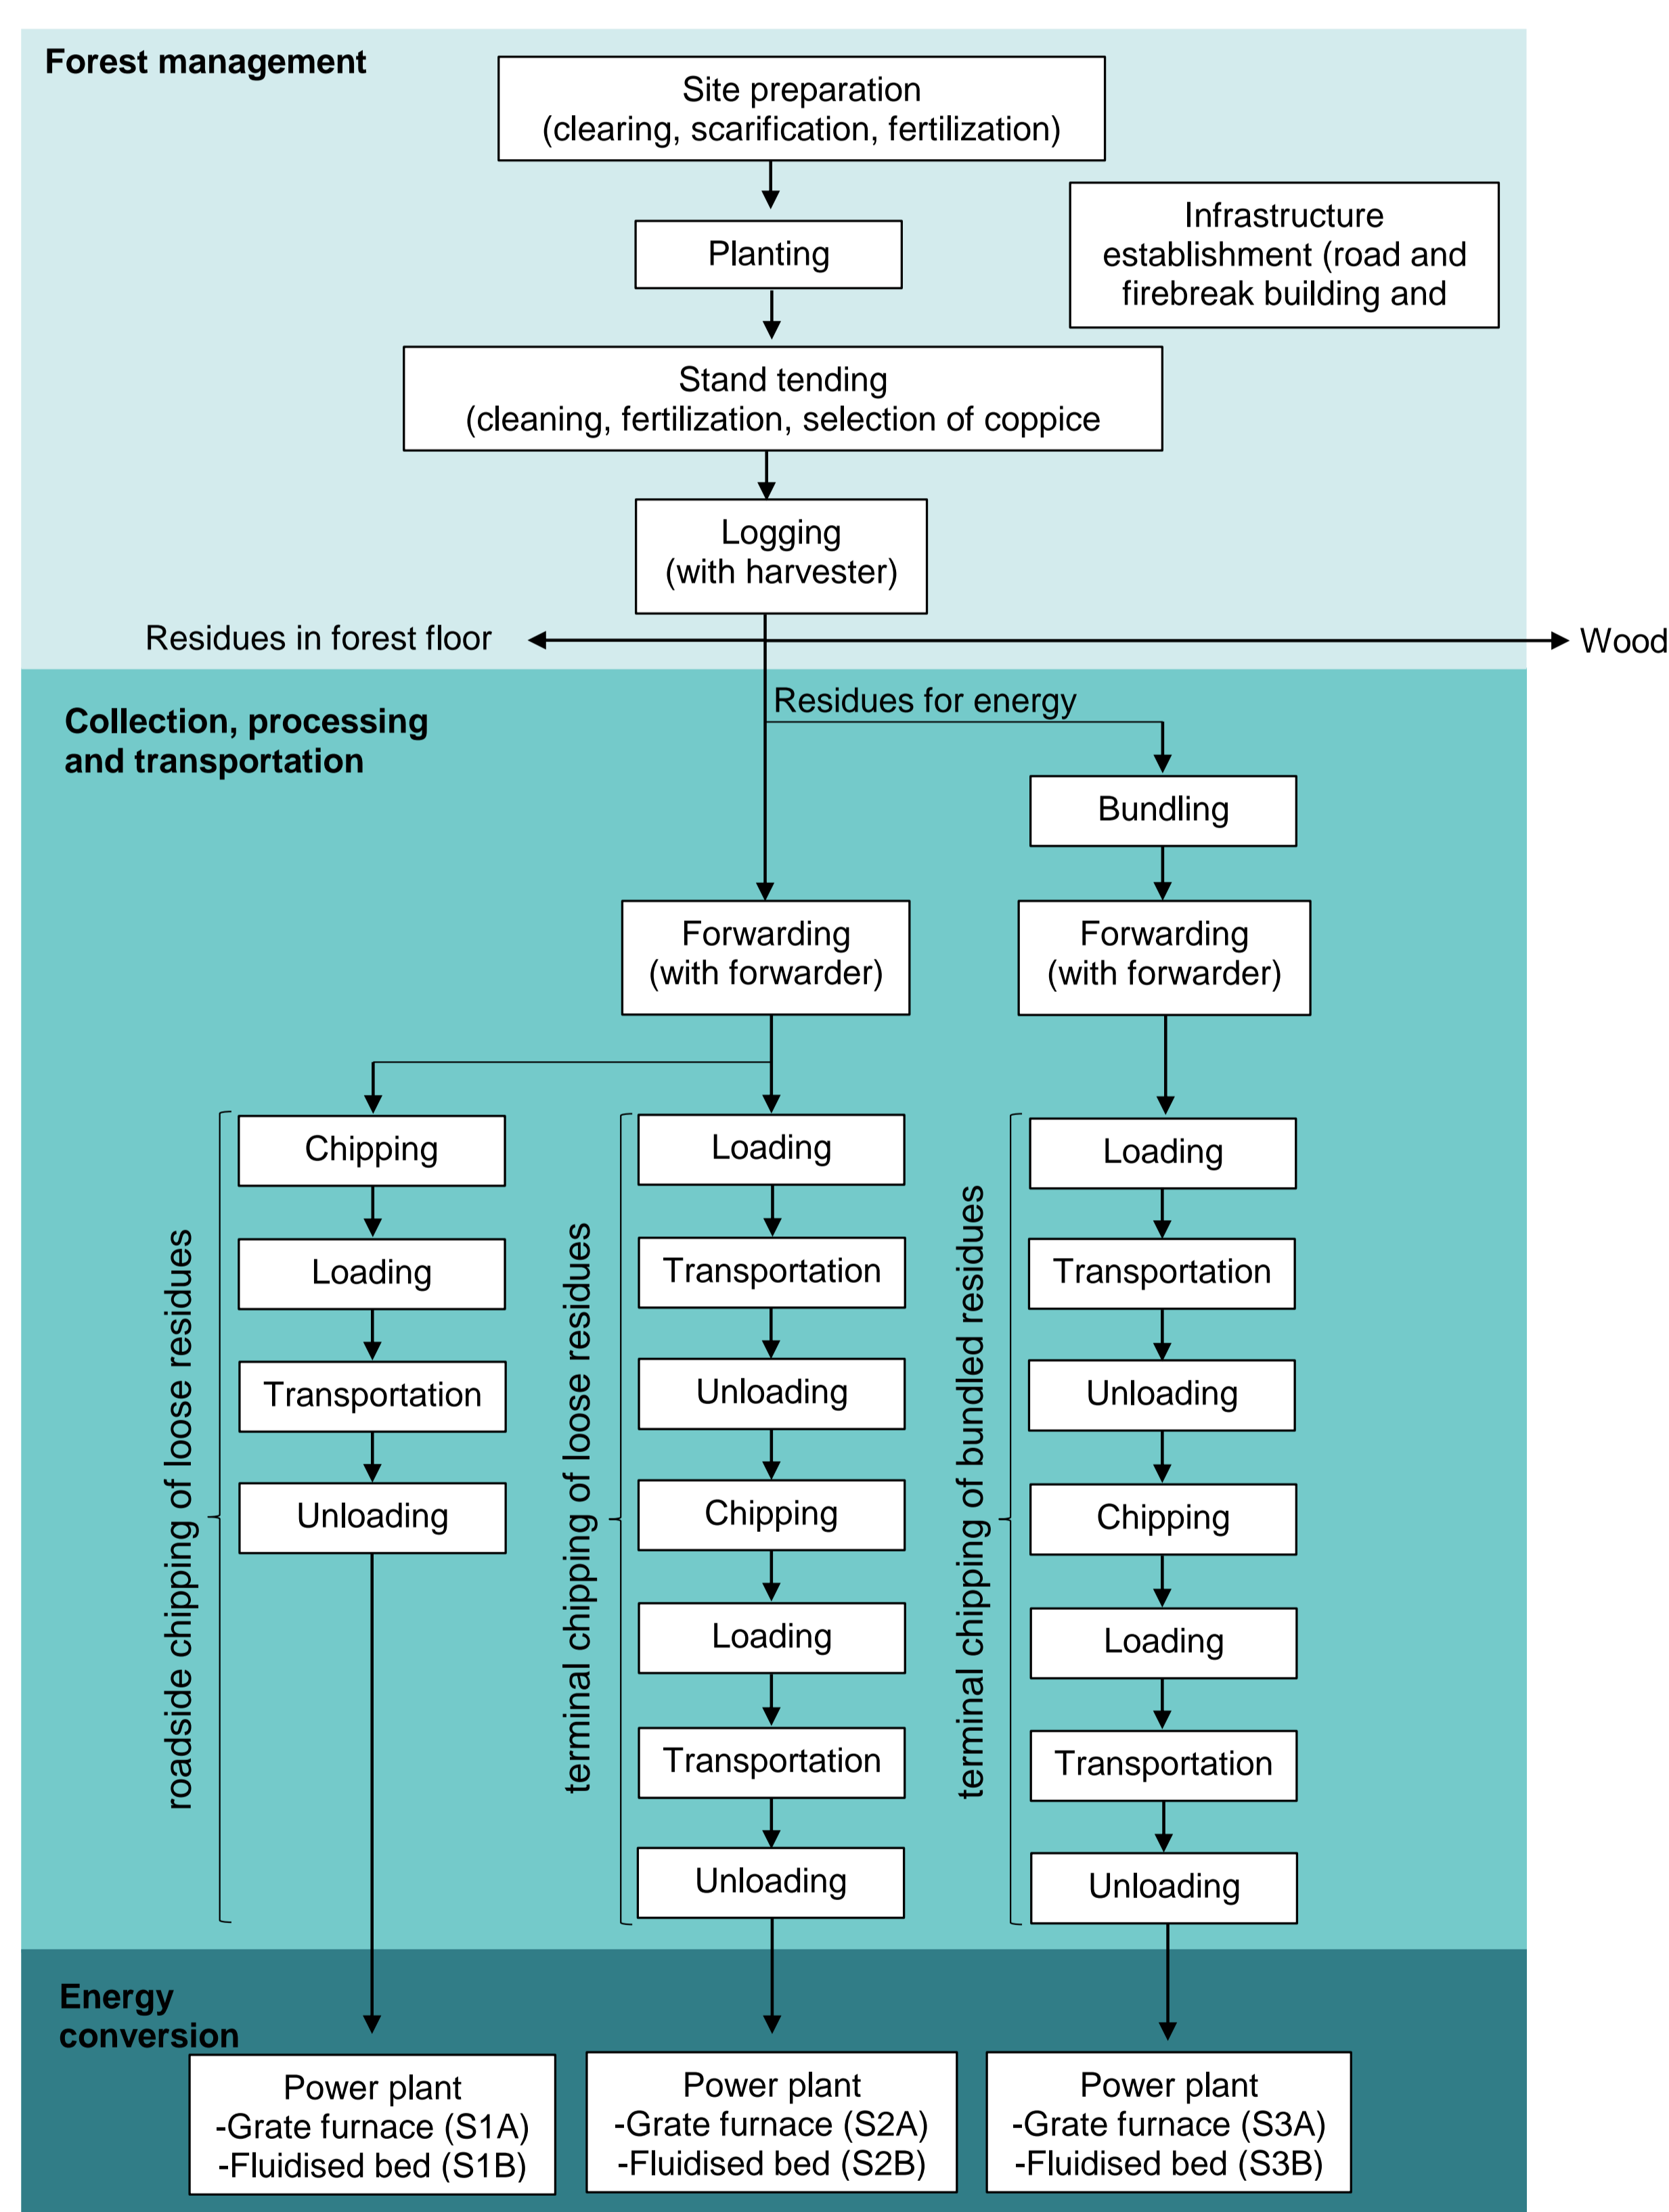 Forest management
Site preparation
(clearing, scarification, fertilization)
Infrastructure
establishment (road and
firebreak building and
Planting
Stand tending
(cleaning, fertilization, selection of coppice
Logging
(with harvester)
Residues in forest floor
Wood
Collection, processing
and transportation
Residues for energy
Bundling
Forwarding
(with forwarder)
Forwarding
(with forwarder)
roadside chipping of loose residues
Chipping
Loading
Transportation
Unloading
terminal chipping of loose residues
Loading
Transportation
Unloading
Chipping
Loading
Transportation
Unloading
terminal chipping of bundled residues
Loading
Transportation
Unloading
Chipping
Loading
Transportation
Unloading
Energy
conversion
Power plant
-Grate furnace (S1A)
-Fluidised bed (S1B)
Power plant
-Grate furnace (S2A)
-Fluidised bed (S2B)
Power plant
-Grate furnace (S3A)
-Fluidised bed (S3B)